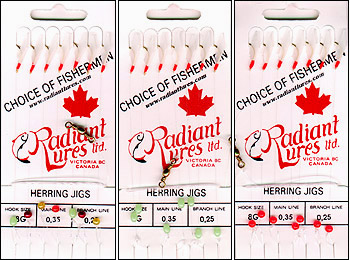 CHOICE OF FISHERMEN
www.radiantlures.com
Radiant
Lures ltd.
VICTORIA BC
CANADA
HERRING JIGS
HOOK SIZE MAIN LINE BRANCH LINE
8G 0,35 0,25
CHOICE OF FISHERMEN
www.radiantlures.com
Radiant
Lures ltd.
VICTORIA BC
CANADA
HERRING JIGS
HOOK SIZE MAIN LINE BRANCH LINE
G 0,35 0,25
CHOICE OF FISHERMEN
www.radiantlures.com
Radiant
Lures ltd.
VICTORIA BC
CANADA
HERRING JIGS
HOOK SIZE MAIN LINE BRANCH LINE
8G 0,35 0,25